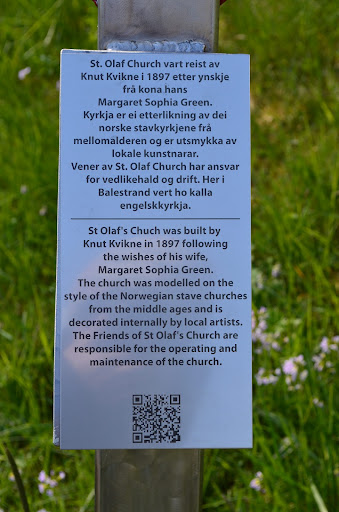 St. Olaf Church vart reist av
Knut Kvikne i 1897 etter ynskje
frå kona hans
Margaret Sophia Green.
Kyrkja er ei etterlikning av dei
norske stavkyrkjene frå
mellomalderen og er utsmykka av
lokale kunstnarar.
Vener av St. Olaf Church har ansvar
for vedlikehald og drift. Her i
Balestrand vert ho kalla
engelskkyrkja.
St Olaf's Chuch was built by
Knut Kvikne in 1897 following
the wishes of his wife,
Margaret Sophia Green.
The church was modelled on the
style of the Norwegian stave churches
from the middle ages and is
decorated internally by local artists.
The Friends of St Olaf's Church are
responsible for the operating and
maintenance of the church.